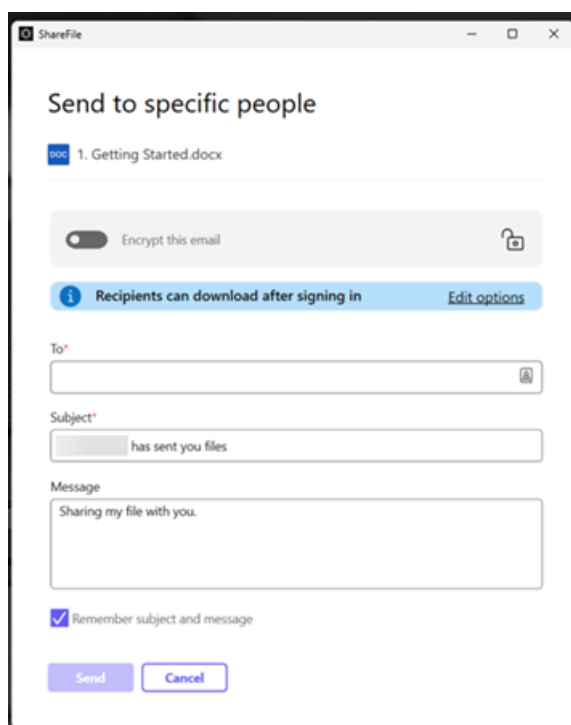 ShareFile
Send to specific people
DOC 1. Getting Started.docx
Encrypt this email
Recipients can download after signing in Edit options
To*
Subject*
has sent you files
Message
Sharing my file with you.
Remember subject and message
Send Cancel